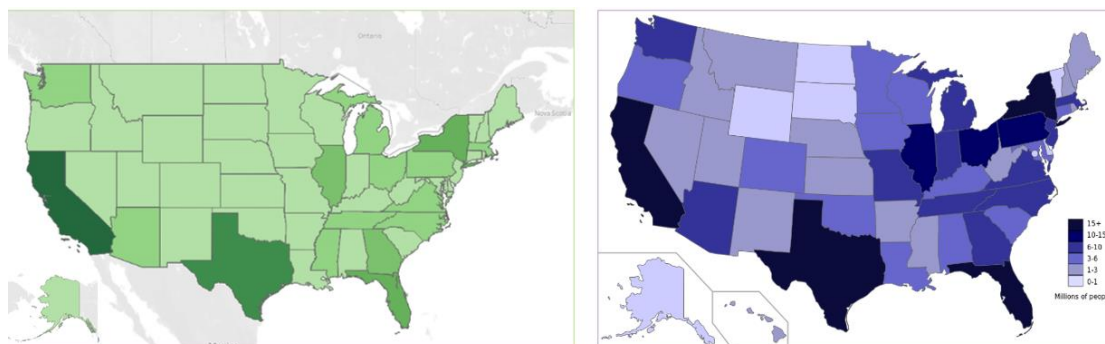 Ontario
Nova Scotia
15+
10-15
6-10
3-6
1-3
0-1
Millions of peop